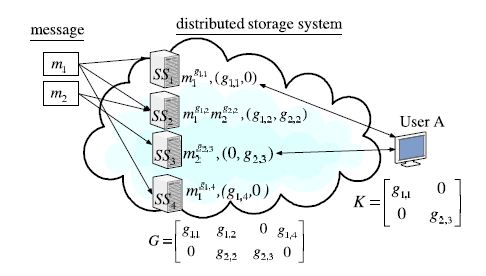 distributed storage system
message
m₁
m₂
SS₁ m₁^{g₁,₁}, (g₁,₁, 0)
SS₂ m₁^{g₁,₂} m₂^{g₂,₂}, (g₁,₂, g₂,₂)
SS₃ m₂^{g₂,₃}, (0, g₂,₃)
SS₄ m₁^{g₁,₄}, (g₁,₄, 0)
User A
K = [g₁,₁ 0
0 g₂,₃]
G = [g₁,₁ g₁,₂ 0 g₁,₄
0 g₂,₂ g₂,₃ 0]